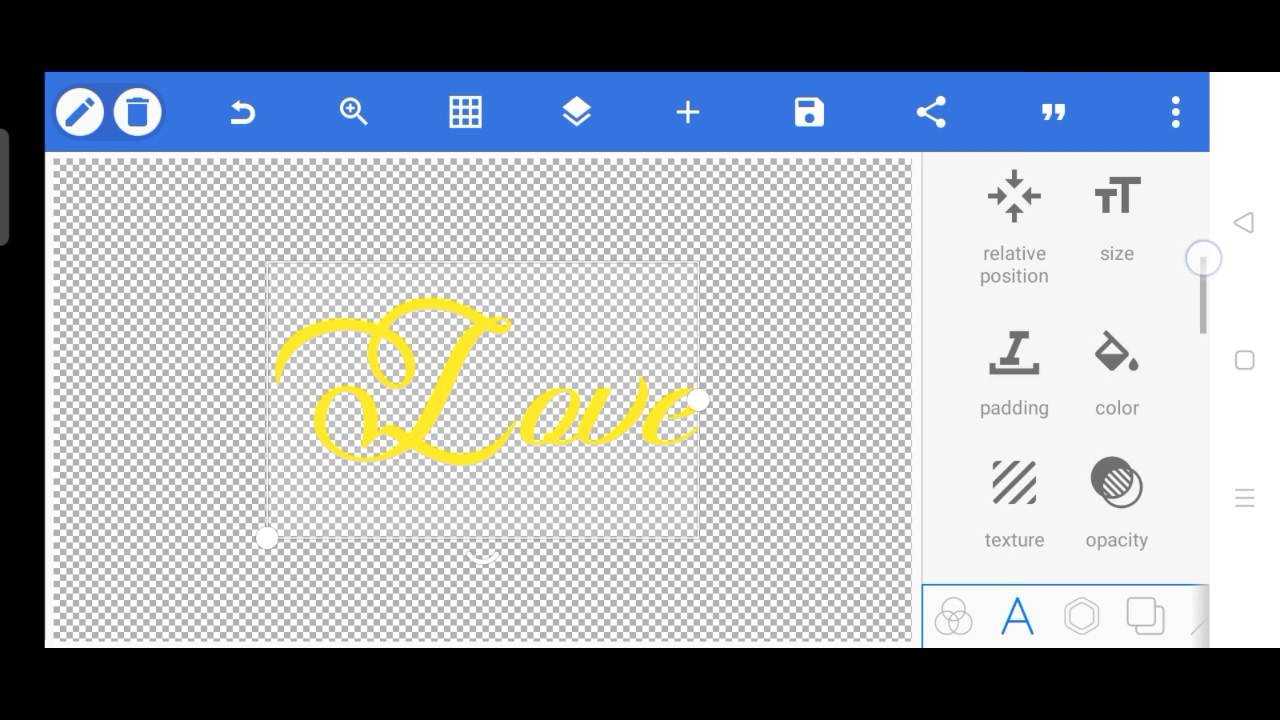 relative size
position
Love
padding color
texture opacity